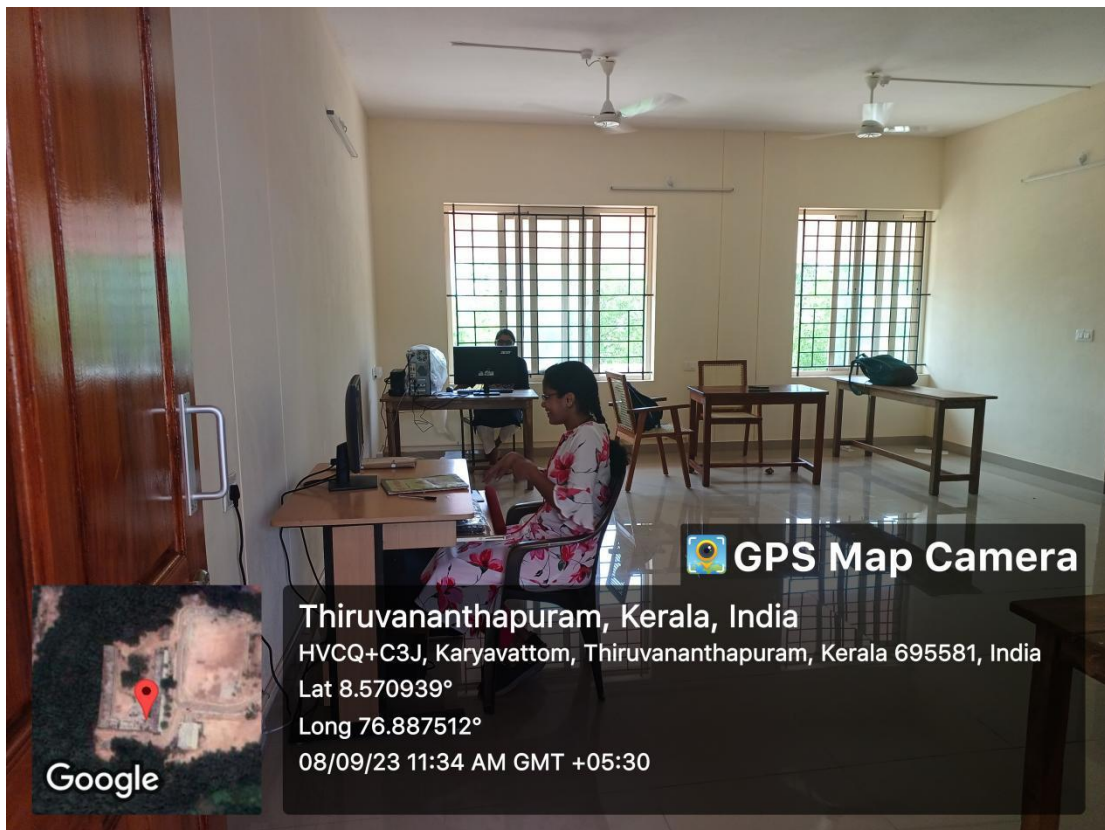 acer
GPS Map Camera
Thiruvananthapuram, Kerala, India
HVCQ+C3J, Karyavattom, Thiruvananthapuram, Kerala 695581, India
Lat 8.570939°
Long 76.887512°
08/09/23 11:34 AM GMT +05:30
Google